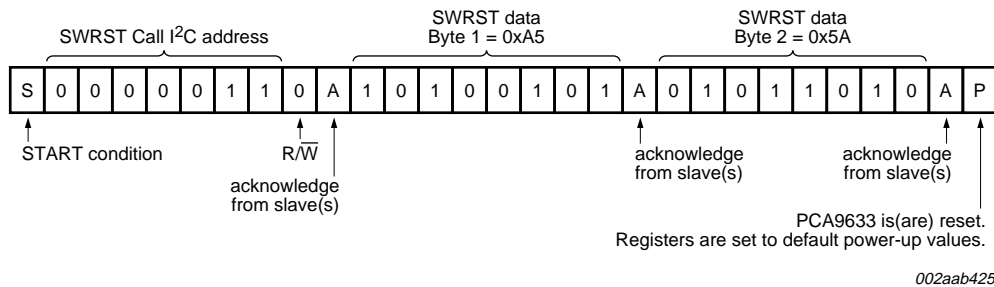 SWRST Call I²C address
SWRST data
Byte 1 = 0xA5
SWRST data
Byte 2 = 0x5A
S 0 0 0 0 0 1 1 0 A 1 0 1 0 0 1 0 1 A 0 1 0 1 1 0 1 0 A P
START condition
R/W̅
acknowledge
from slave(s)
acknowledge
from slave(s)
acknowledge
from slave(s)
PCA9633 is(are) reset.
Registers are set to default power-up values.
002aab425